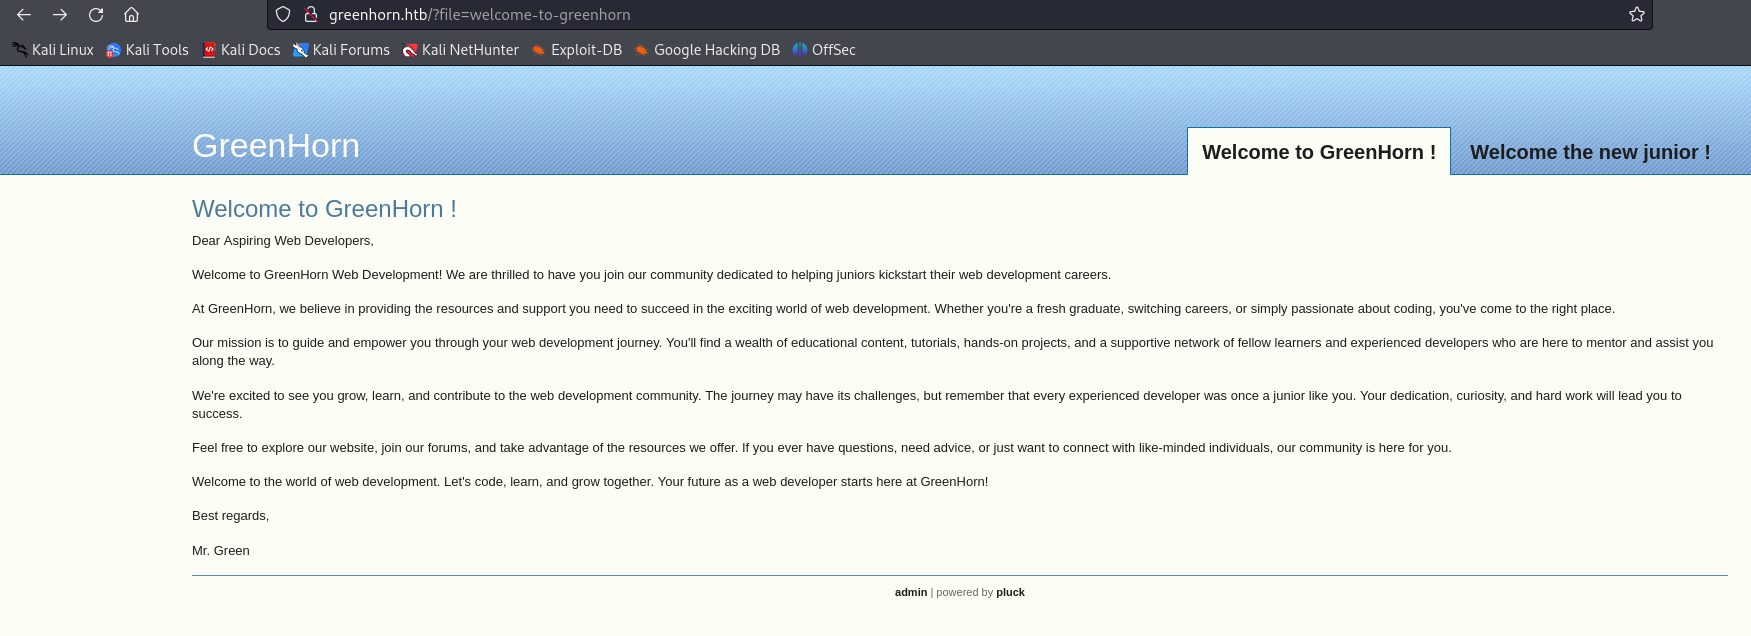 greenhorn.htb/?file=welcome-to-greenhorn
Kali Linux Kali Tools Kali Docs Kali Forums Kali NetHunter Exploit-DB Google Hacking DB OffSec
GreenHorn
Welcome to GreenHorn ! Welcome the new junior !
Welcome to GreenHorn !
Dear Aspiring Web Developers,
Welcome to GreenHorn Web Development! We are thrilled to have you join our community dedicated to helping juniors kickstart their web development careers.
At GreenHorn, we believe in providing the resources and support you need to succeed in the exciting world of web development. Whether you're a fresh graduate, switching careers, or simply passionate about coding, you've come to the right place.
Our mission is to guide and empower you through your web development journey. You'll find a wealth of educational content, tutorials, hands-on projects, and a supportive network of fellow learners and experienced developers who are here to mentor and assist you
along the way.
We're excited to see you grow, learn, and contribute to the web development community. The journey may have its challenges, but remember that every experienced developer was once a junior like you. Your dedication, curiosity, and hard work will lead you to
success.
Feel free to explore our website, join our forums, and take advantage of the resources we offer. If you ever have questions, need advice, or just want to connect with like-minded individuals, our community is here for you.
Welcome to the world of web development. Let's code, learn, and grow together. Your future as a web developer starts here at GreenHorn!
Best regards,
Mr. Green
admin | powered by pluck